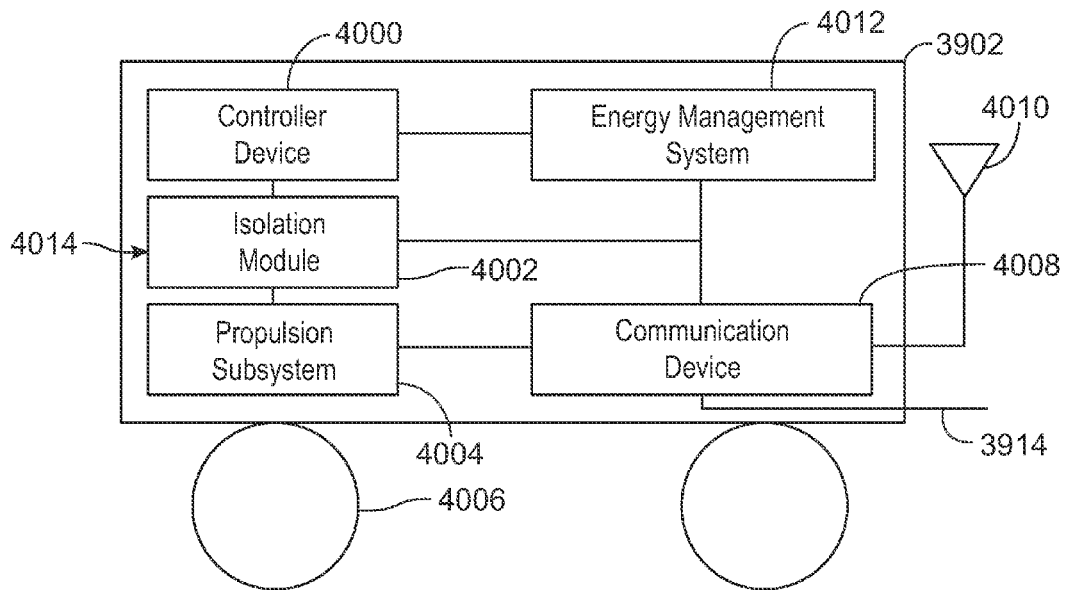 4000
4012
3902
Controller
Device
Energy Management
System
4010
4014
Isolation
Module
4002
4008
Propulsion
Subsystem
Communication
Device
4004
3914
4006